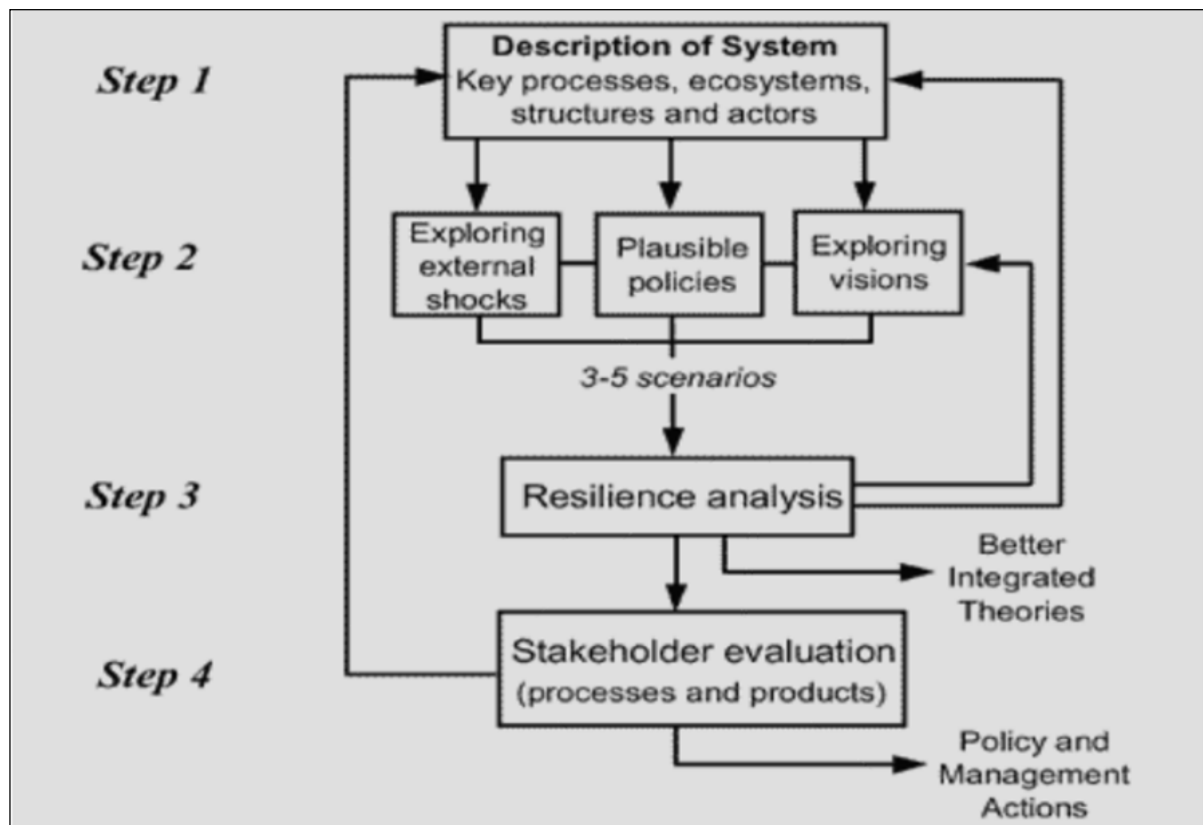 Step 1
Description of System
Key processes, ecosystems,
structures and actors
Step 2
Exploring
external
shocks
Plausible
policies
Exploring
visions
3-5 scenarios
Step 3
Resilience analysis
Better
Integrated
Theories
Step 4
Stakeholder evaluation
(processes and products)
Policy and
Management
Actions